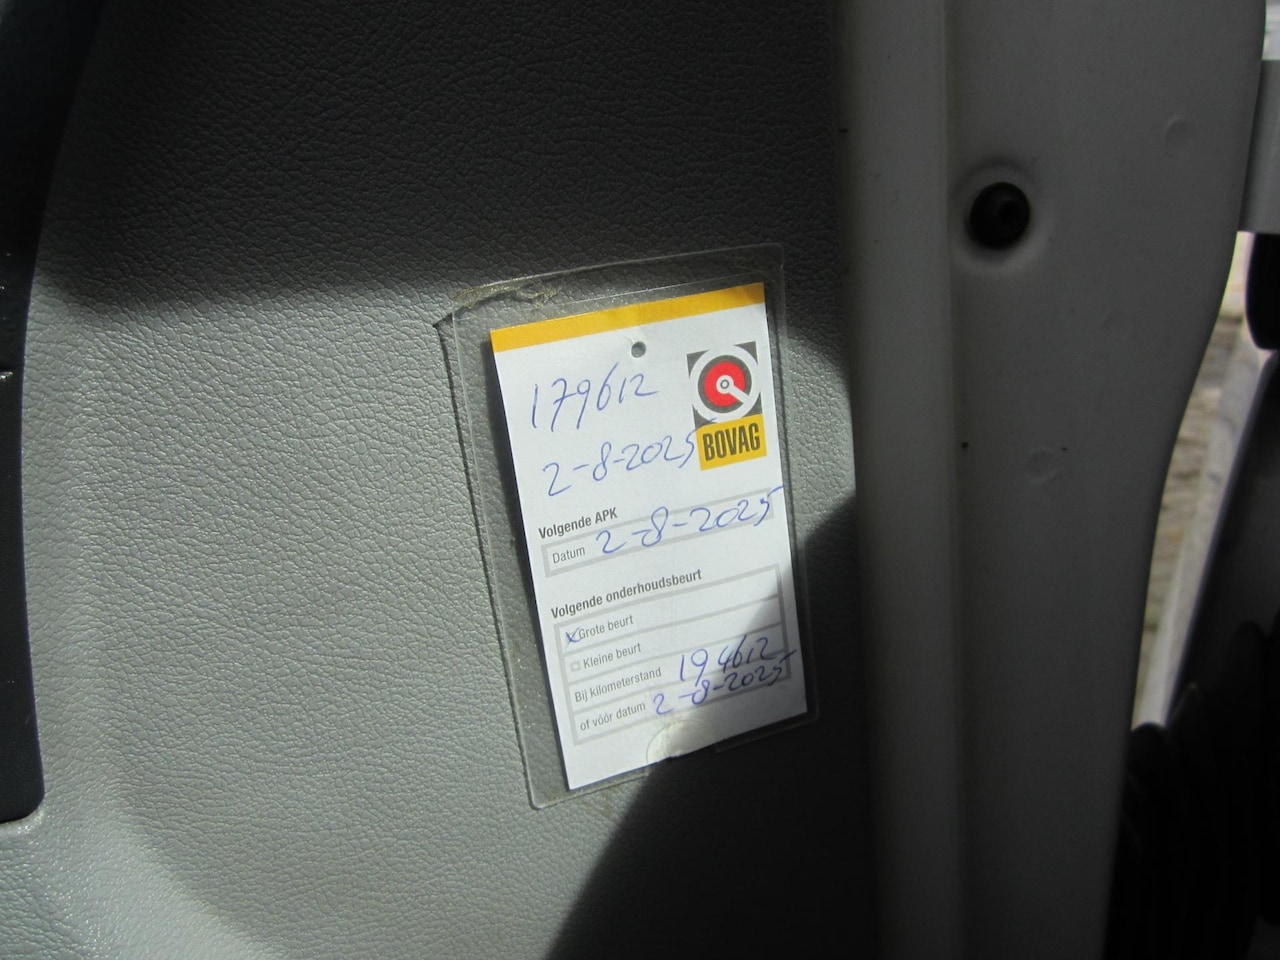 179612
BOVAG
2-8-2025
Volgende APK
Datum 2-8-2025
Volgende onderhoudsbeurt
x Grote beurt
Kleine beurt
Bij kilometerstand 194612
of vóór datum 2-8-2025